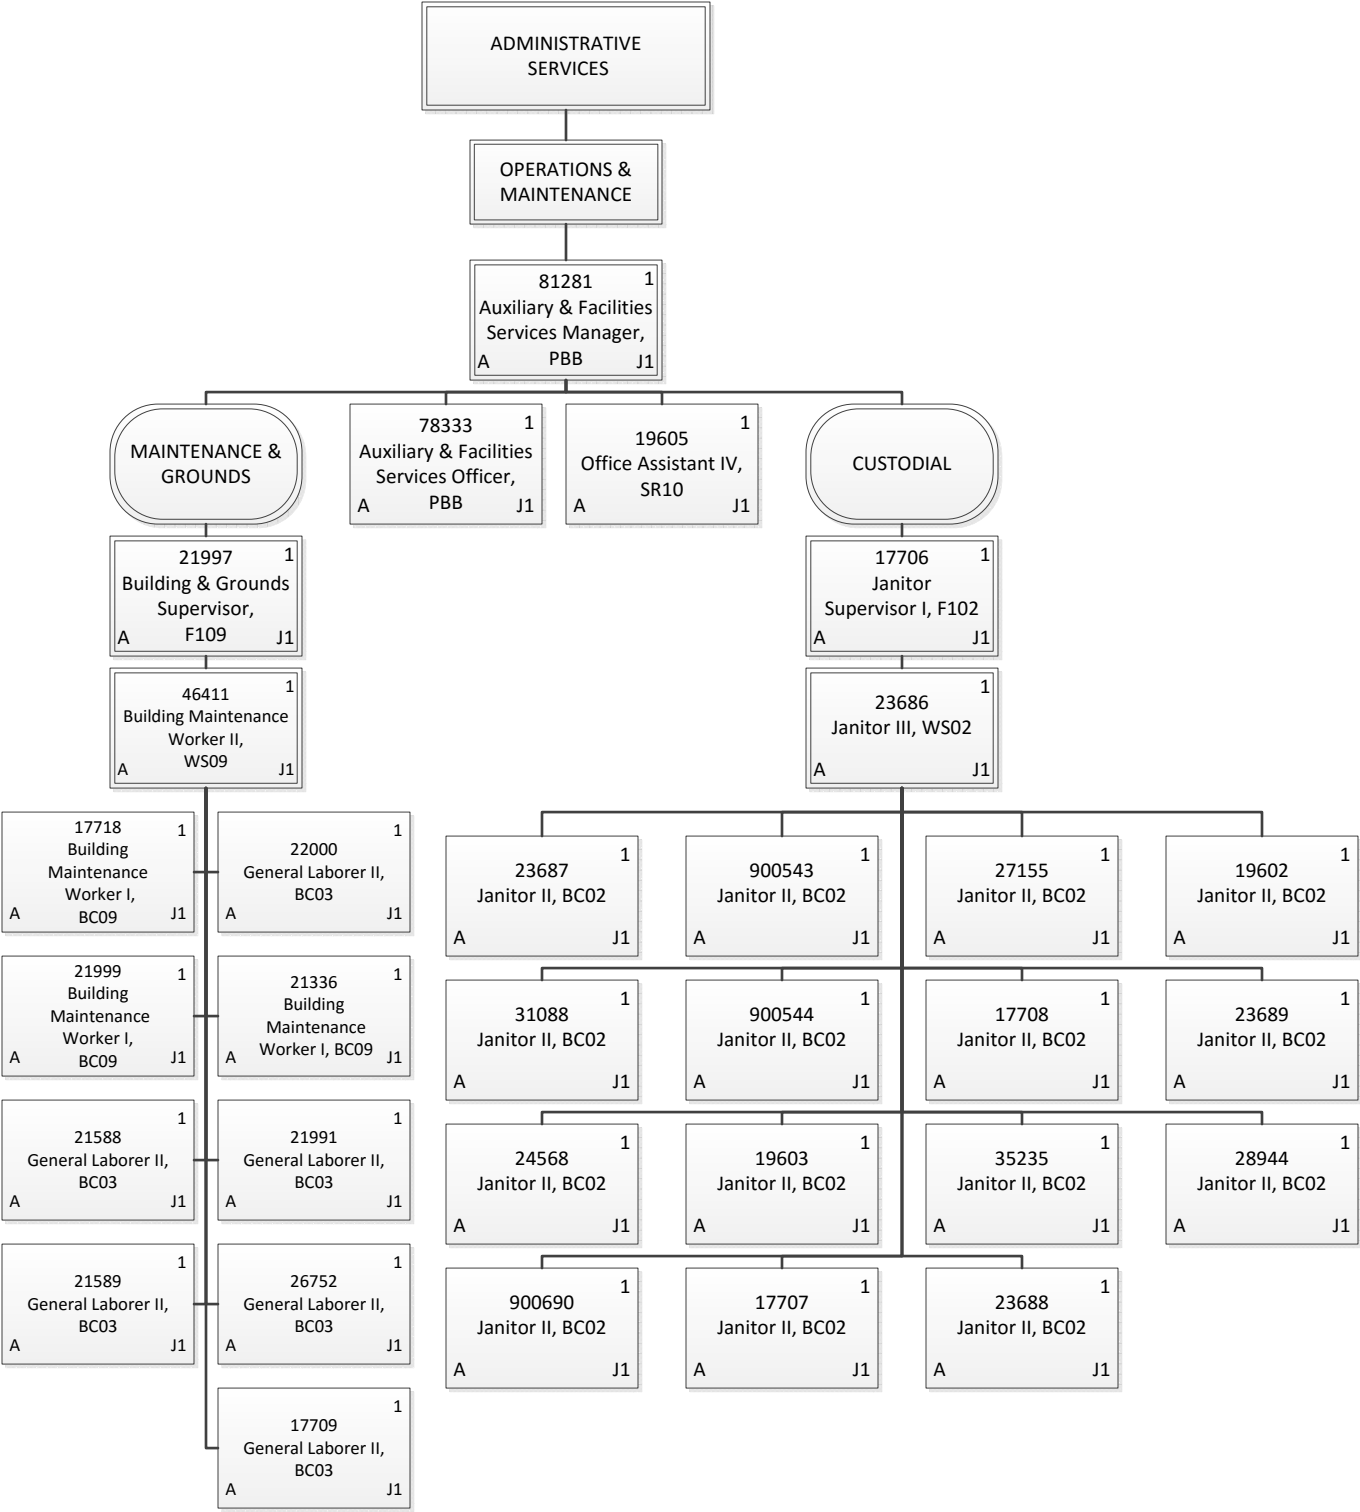 ADMINISTRATIVE
SERVICES
OPERATIONS &
MAINTENANCE
81281 1
Auxiliary & Facilities
Services Manager,
PBB
A J1
MAINTENANCE &
GROUNDS
78333 1
Auxiliary & Facilities
Services Officer,
PBB
A J1
19605 1
Office Assistant IV,
SR10
A J1
CUSTODIAL
21997 1
Building & Grounds
Supervisor,
F109
A J1
17706 1
Janitor
Supervisor I, F102
A J1
46411 1
Building Maintenance
Worker II,
WS09
A J1
23686 1
Janitor III, WS02
A J1
17718 1
Building
Maintenance
Worker I,
BC09
A J1
22000 1
General Laborer II,
BC03
A J1
21999 1
Building
Maintenance
Worker I,
BC09
A J1
21336 1
Building
Maintenance
Worker I, BC09
A J1
21588 1
General Laborer II,
BC03
A J1
21991 1
General Laborer II,
BC03
A J1
21589 1
General Laborer II,
BC03
A J1
26752 1
General Laborer II,
BC03
A J1
17709 1
General Laborer II,
BC03
A J1
23687 1
Janitor II, BC02
A J1
900543 1
Janitor II, BC02
A J1
27155 1
Janitor II, BC02
A J1
19602 1
Janitor II, BC02
A J1
31088 1
Janitor II, BC02
A J1
900544 1
Janitor II, BC02
A J1
17708 1
Janitor II, BC02
A J1
23689 1
Janitor II, BC02
A J1
24568 1
Janitor II, BC02
A J1
19603 1
Janitor II, BC02
A J1
35235 1
Janitor II, BC02
A J1
28944 1
Janitor II, BC02
A J1
900690 1
Janitor II, BC02
A J1
17707 1
Janitor II, BC02
A J1
23688 1
Janitor II, BC02
A J1